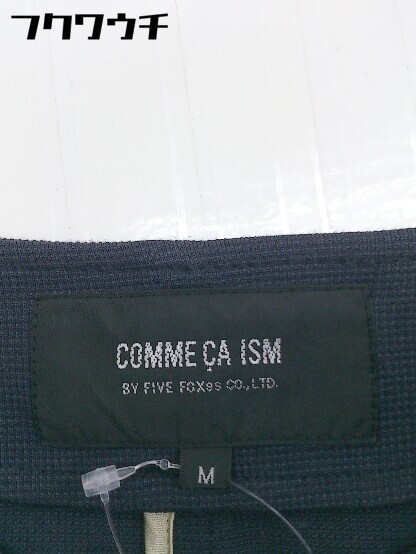 フクワウチ
COMME ÇA ISM
BY FIVE FOXes CO.,LTD.
M